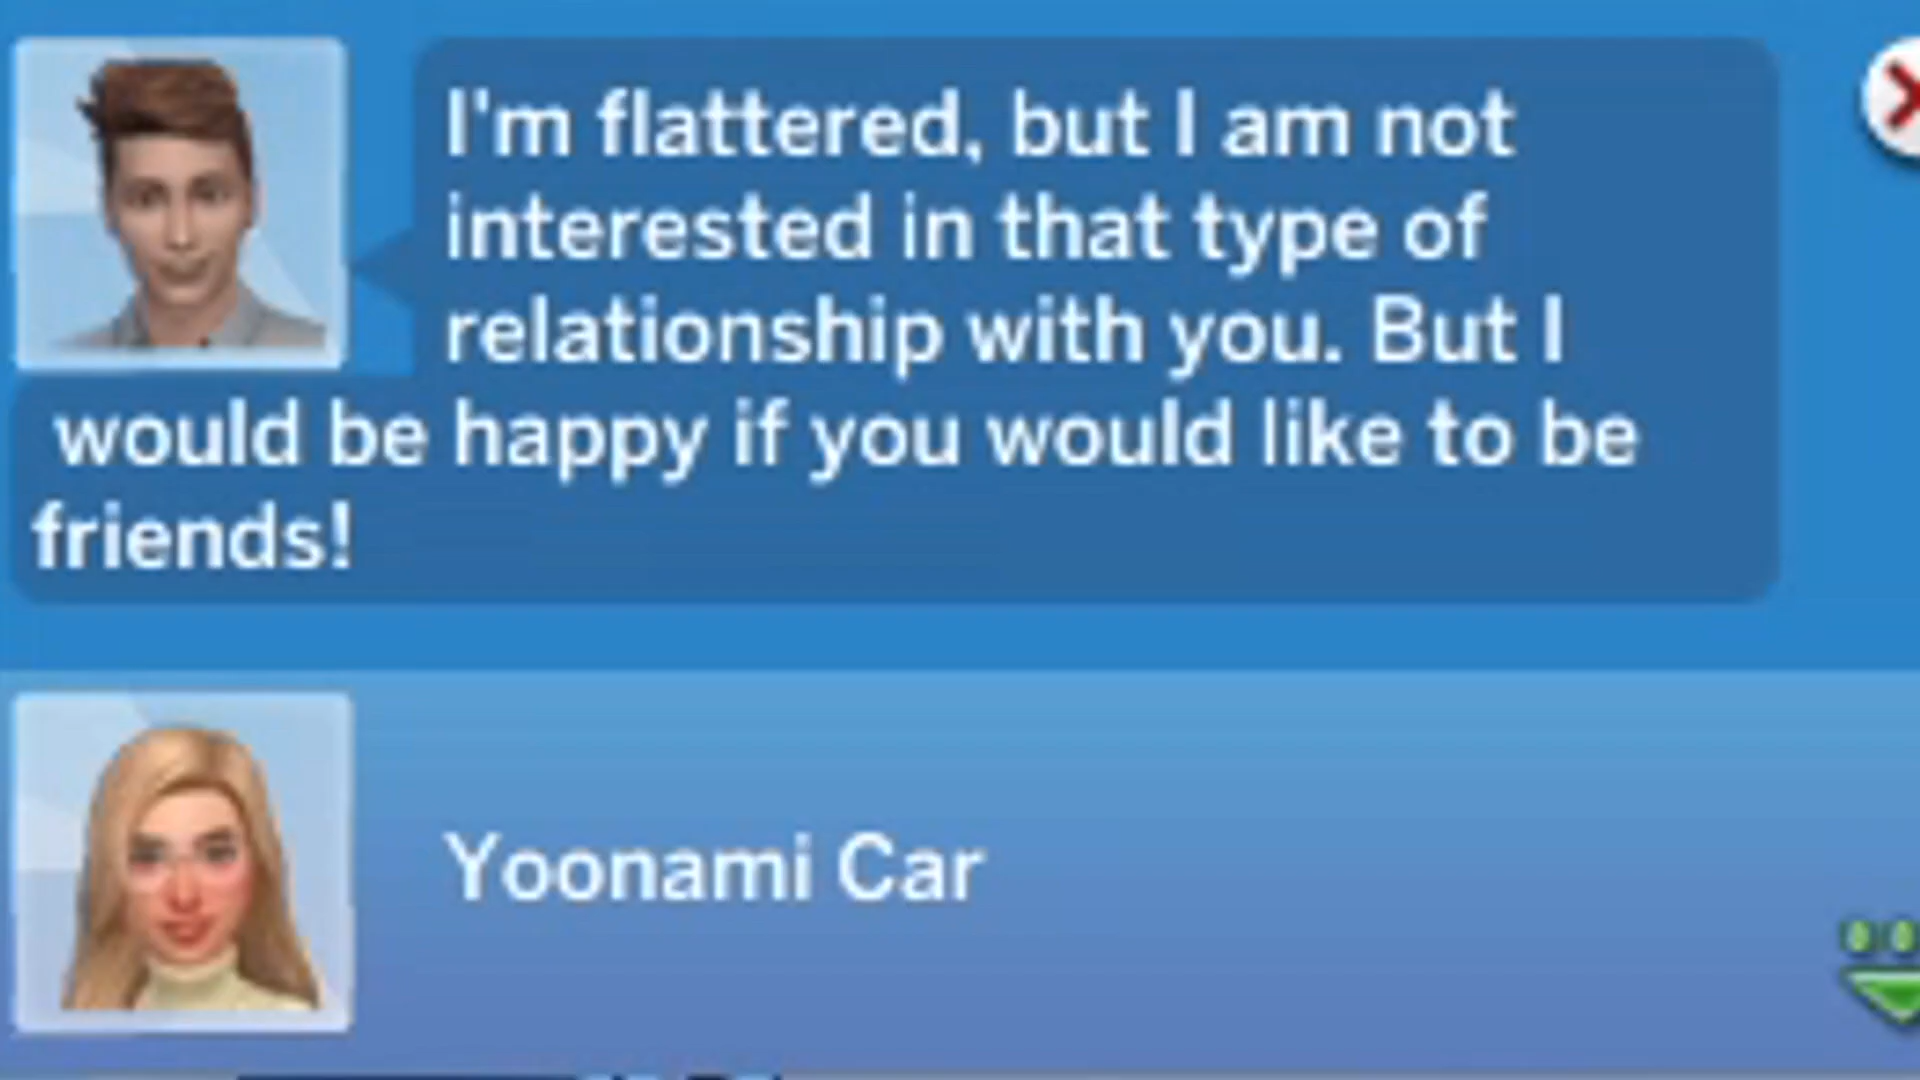 I'm flattered, but I am not
interested in that type of
relationship with you. But I
would be happy if you would like to be
friends!
Yoonami Car